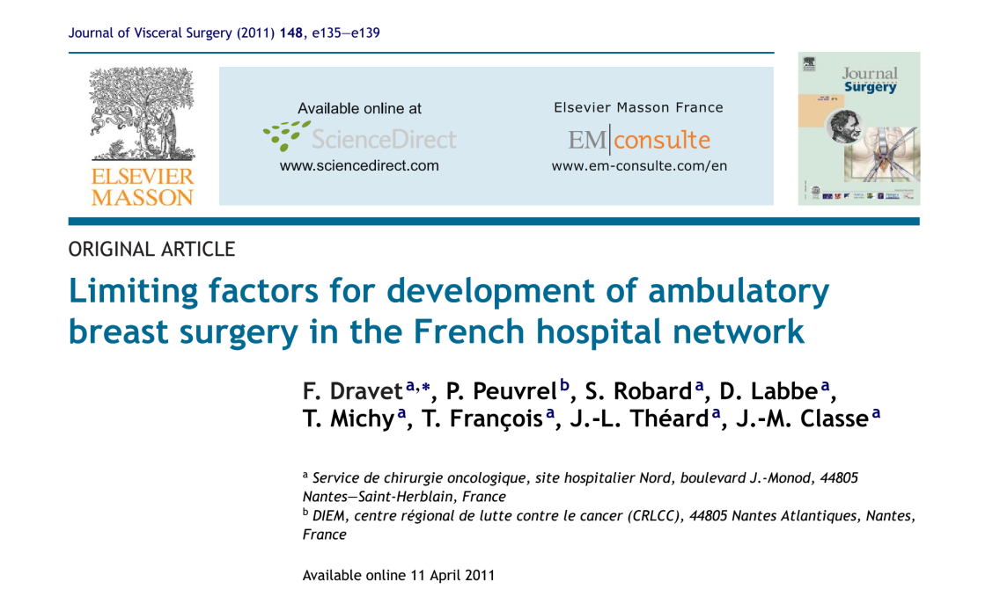 Journal of Visceral Surgery (2011) 148, e135—e139
ELSEVIER
MASSON
Available online at
ScienceDirect
www.sciencedirect.com
Elsevier Masson France
EM|consulte
www.em-consulte.com/en
Journal
Surgery
ORIGINAL ARTICLE
Limiting factors for development of ambulatory
breast surgery in the French hospital network
F. Dravet a,*, P. Peuvrel b, S. Robard a, D. Labbe a,
T. Michy a, T. François a, J.-L. Théard a, J.-M. Classe a
a Service de chirurgie oncologique, site hospitalier Nord, boulevard J.-Monod, 44805
Nantes—Saint-Herblain, France
b DIEM, centre régional de lutte contre le cancer (CRLCC), 44805 Nantes Atlantiques, Nantes,
France
Available online 11 April 2011